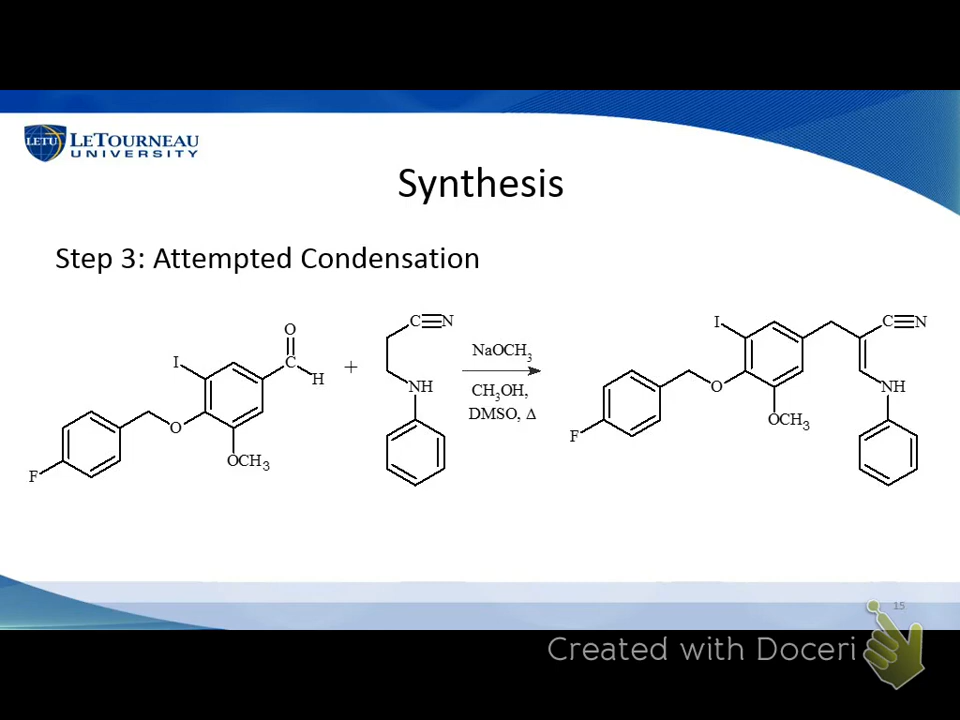 LETU LETOURNEAU
UNIVERSITY
Synthesis
Step 3: Attempted Condensation
O
I
C
H
O
F
OCH₃
+
C≡N
NH
NaOCH₃
CH₃OH,
DMSO, Δ
I
C≡N
O
NH
OCH₃
F
15
Created with Doceri